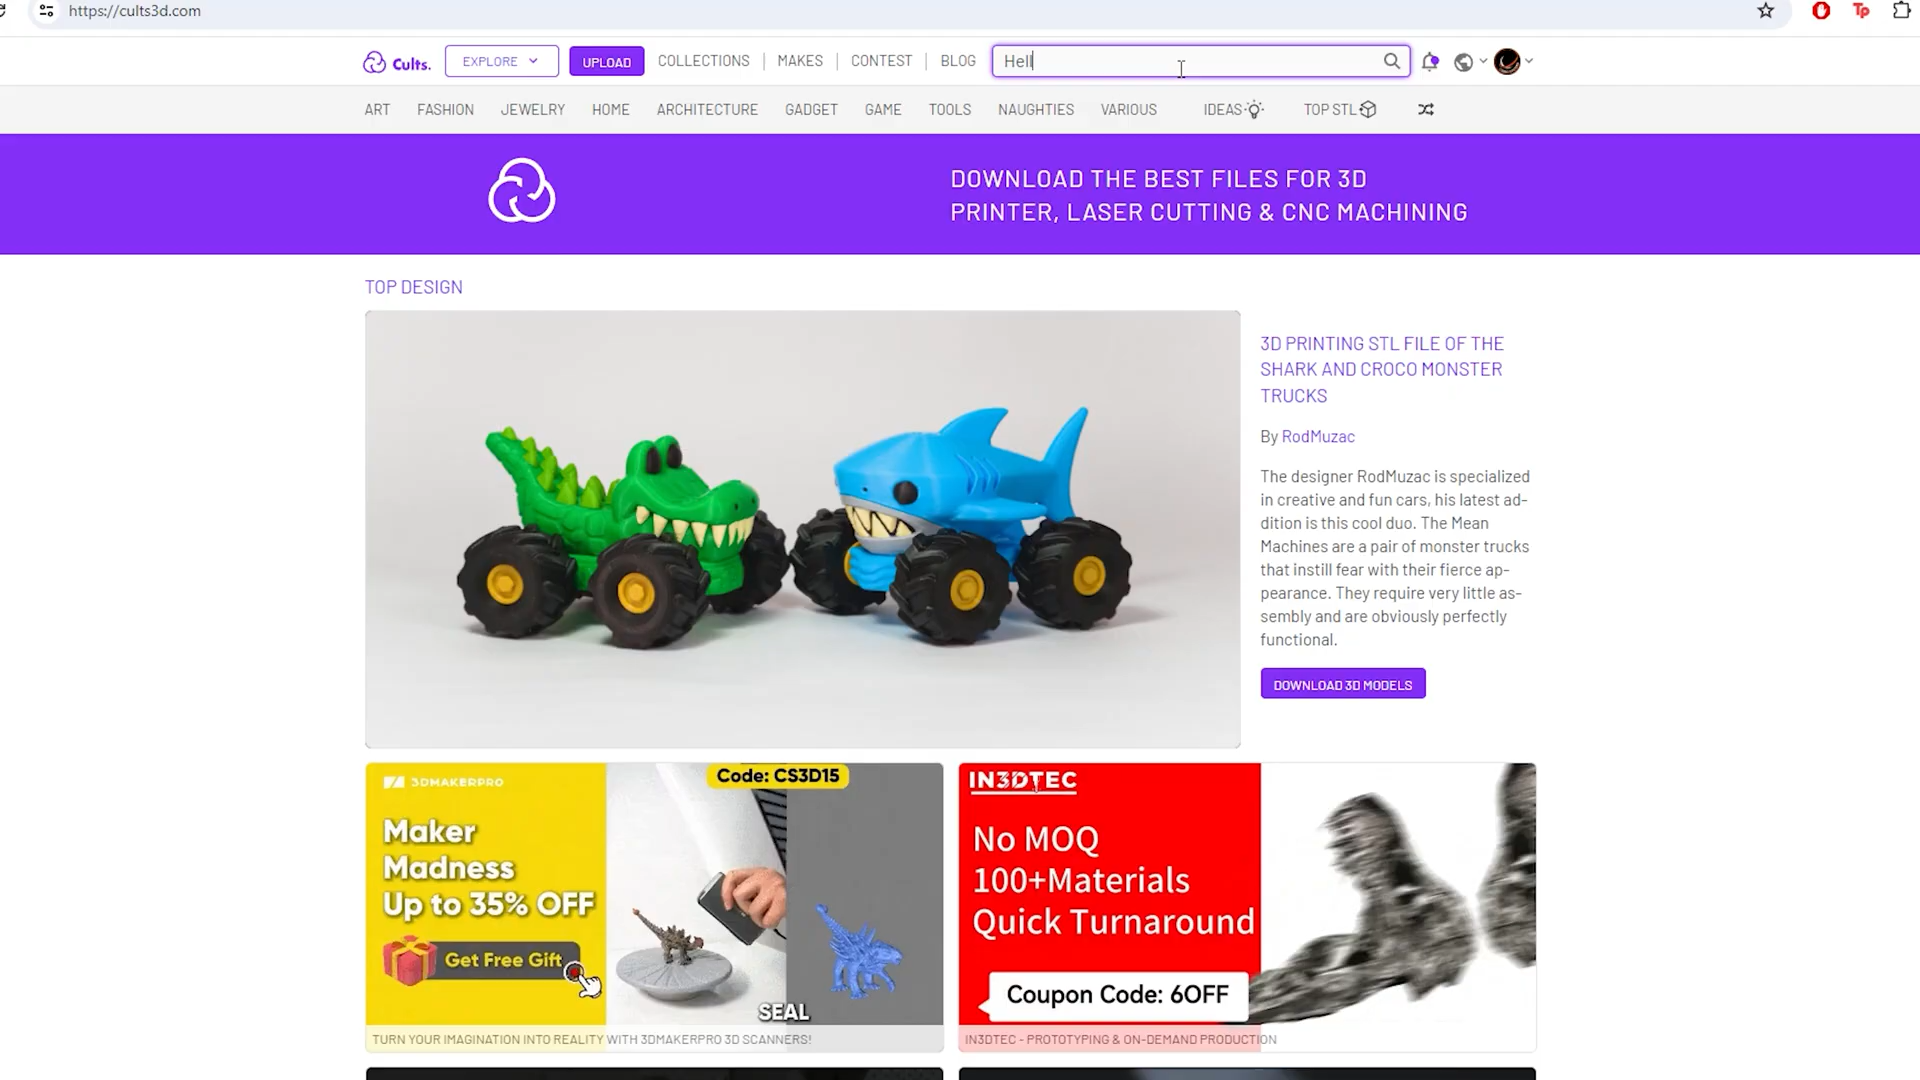 https://cults3d.com
Cults.
EXPLORE
UPLOAD
COLLECTIONS
MAKES
CONTEST
BLOG
Hell
Tp
ART
FASHION
JEWELRY
HOME
ARCHITECTURE
GADGET
GAME
TOOLS
NAUGHTIES
VARIOUS
IDEAS
TOP STL
DOWNLOAD THE BEST FILES FOR 3D
PRINTER, LASER CUTTING & CNC MACHINING
TOP DESIGN
3D PRINTING STL FILE OF THE
SHARK AND CROCO MONSTER
TRUCKS
By RodMuzac
The designer RodMuzac is specialized
in creative and fun cars, his latest ad-
dition is this cool duo. The Mean
Machines are a pair of monster trucks
that instill fear with their fierce ap-
pearance. They require very little as-
sembly and are obviously perfectly
functional.
DOWNLOAD 3D MODELS
3DMAKERPRO
Code: CS3D15
Maker
Madness
Up to 35% OFF
Get Free Gift
SEAL
TURN YOUR IMAGINATION INTO REALITY WITH 3DMAKERPRO 3D SCANNERS!
IN3DTEC
No MOQ
100+Materials
Quick Turnaround
Coupon Code: 6OFF
IN3DTEC - PROTOTYPING & ON-DEMAND PRODUCTION